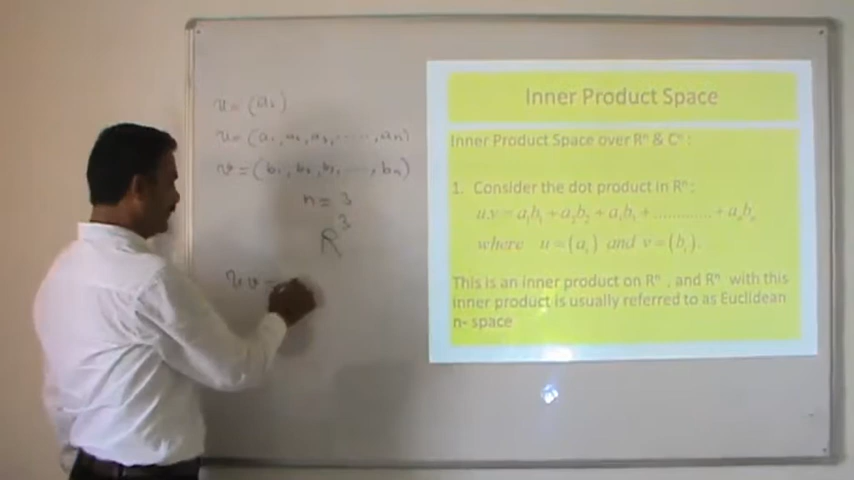 u = (aᵢ)
u = (a₁, a₂, a₃, ......, aₙ)
v = (b₁, b₂, b₃, ......, bₙ)
n = 3
R³
u.v =
Inner Product Space
Inner Product Space over Rⁿ & Cⁿ :
1. Consider the dot product in Rⁿ:
u.v = a₁b₁ + a₂b₂ + a₃b₃ + ............ + aₙbₙ
where u = (aᵢ) and v = (bᵢ).
This is an inner product on Rⁿ , and Rⁿ with this
inner product is usually referred to as Euclidean
n- space